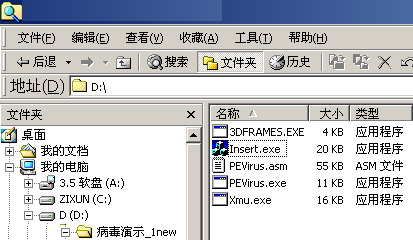 文件(F) 编辑(E) 查看(V) 收藏(A) 工具(T) 帮助(H)
后退 搜索 文件夹 历史
地址(D) D:\
文件夹
桌面
我的文档
我的电脑
3.5 软盘 (A:)
ZIXUN (C:)
D (D:)
病毒演示_1new
名称 大小 类型
3DFRAMES.EXE 4 KB 应用程序
Insert.exe 20 KB 应用程序
PEVirus.asm 55 KB ASM 文件
PEVirus.exe 11 KB 应用程序
Xmu.exe 16 KB 应用程序